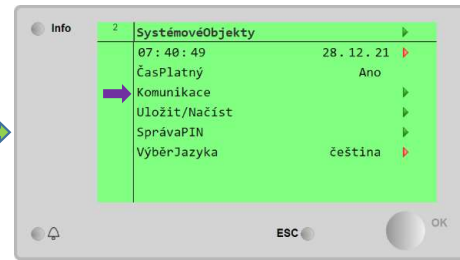 Info
2 SystémovéObjekty
07:40:49 28.12.21
ČasPlatný Ano
Komunikace
Uložit/Načíst
SprávaPIN
VýběrJazyka čeština
ESC OK